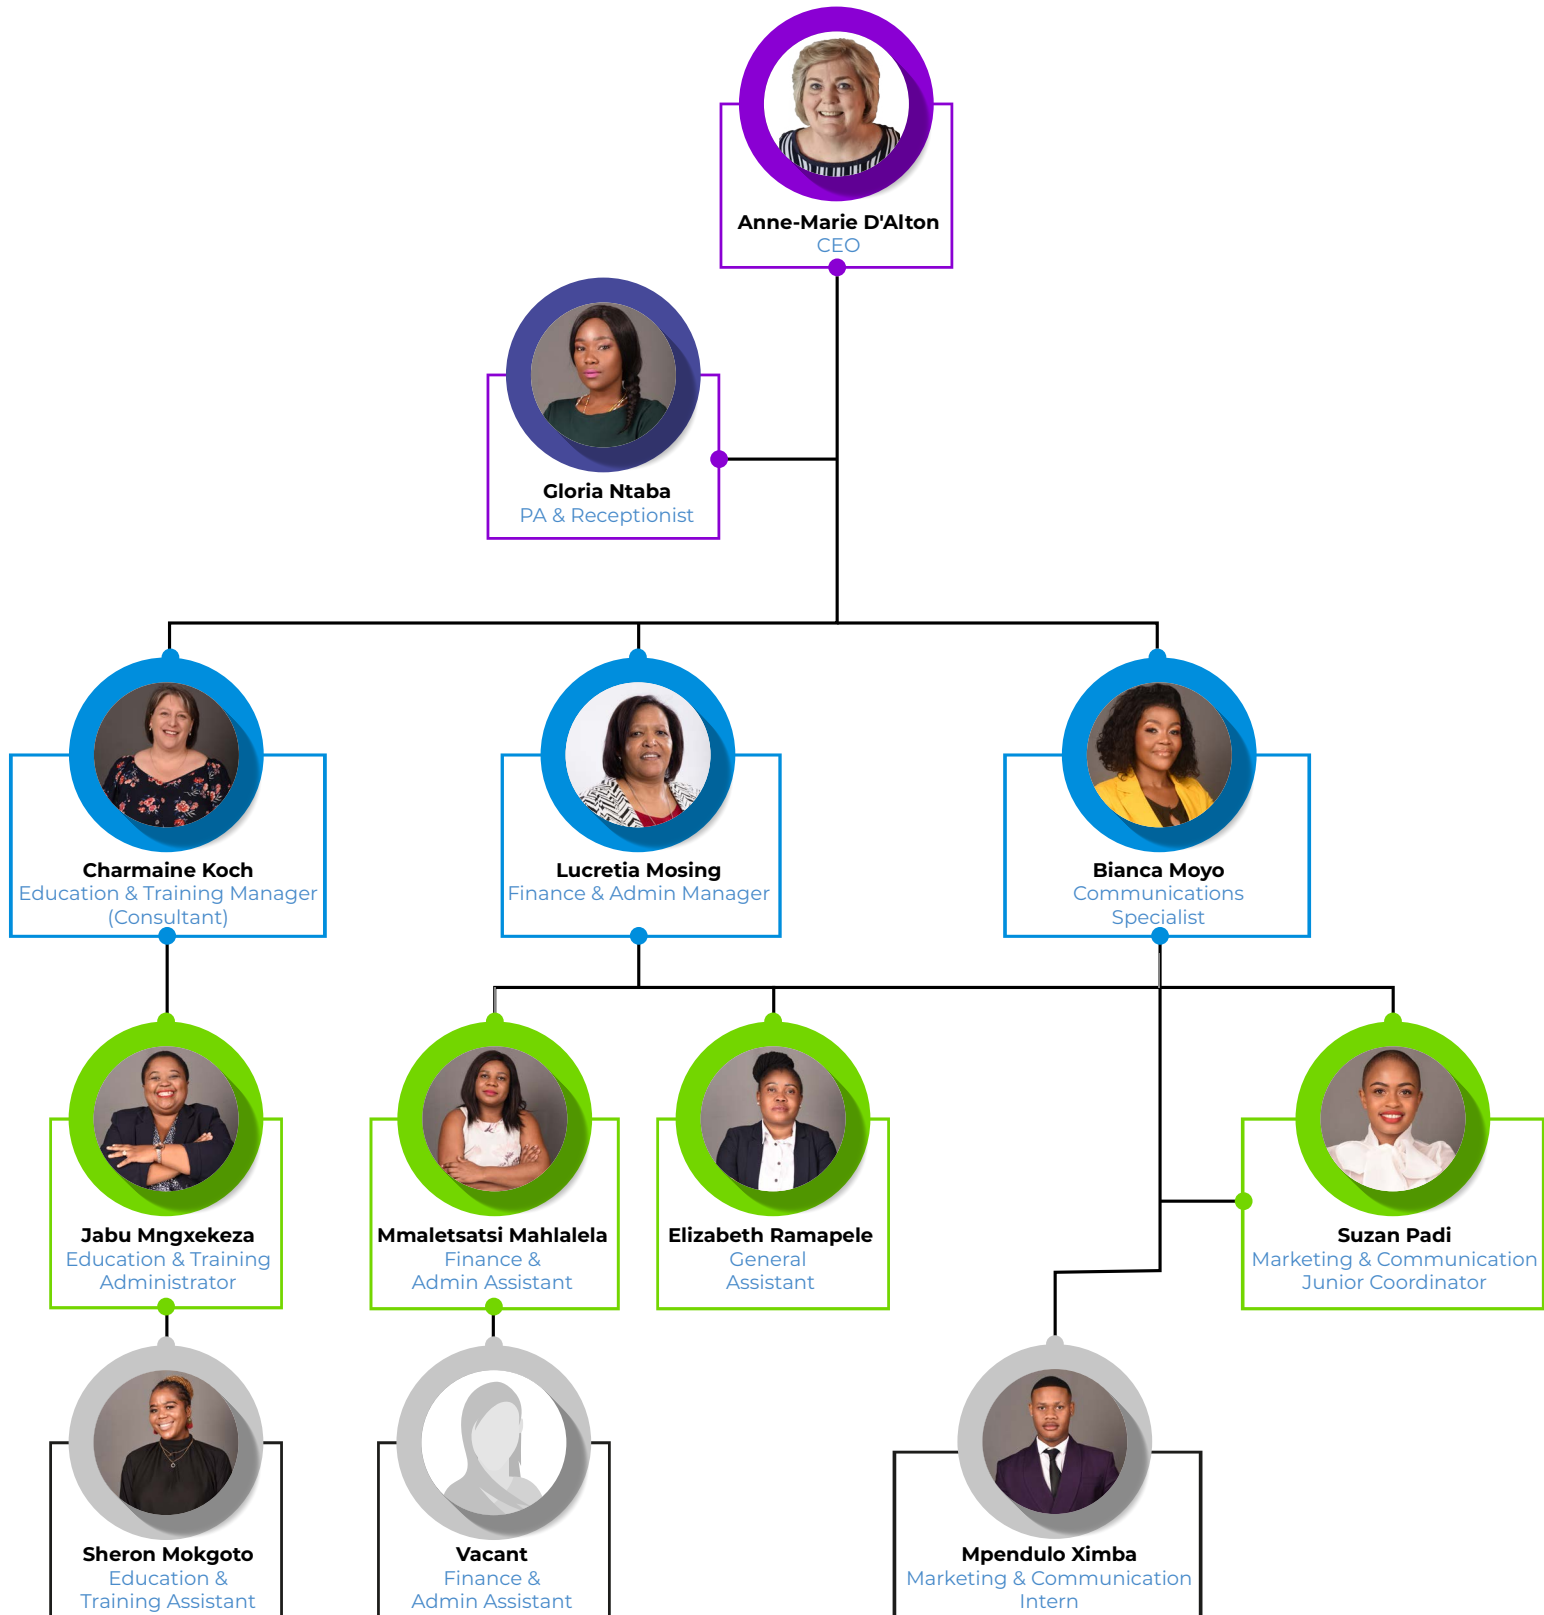 Anne-Marie D'Alton
CEO
Gloria Ntaba
PA & Receptionist
Charmaine Koch
Education & Training Manager
(Consultant)
Lucretia Mosing
Finance & Admin Manager
Bianca Moyo
Communications
Specialist
Jabu Mngxekeza
Education & Training
Administrator
Mmaletsatsi Mahlalela
Finance &
Admin Assistant
Elizabeth Ramapele
General
Assistant
Suzan Padi
Marketing & Communication
Junior Coordinator
Sheron Mokgoto
Education &
Training Assistant
Vacant
Finance &
Admin Assistant
Mpendulo Ximba
Marketing & Communication
Intern